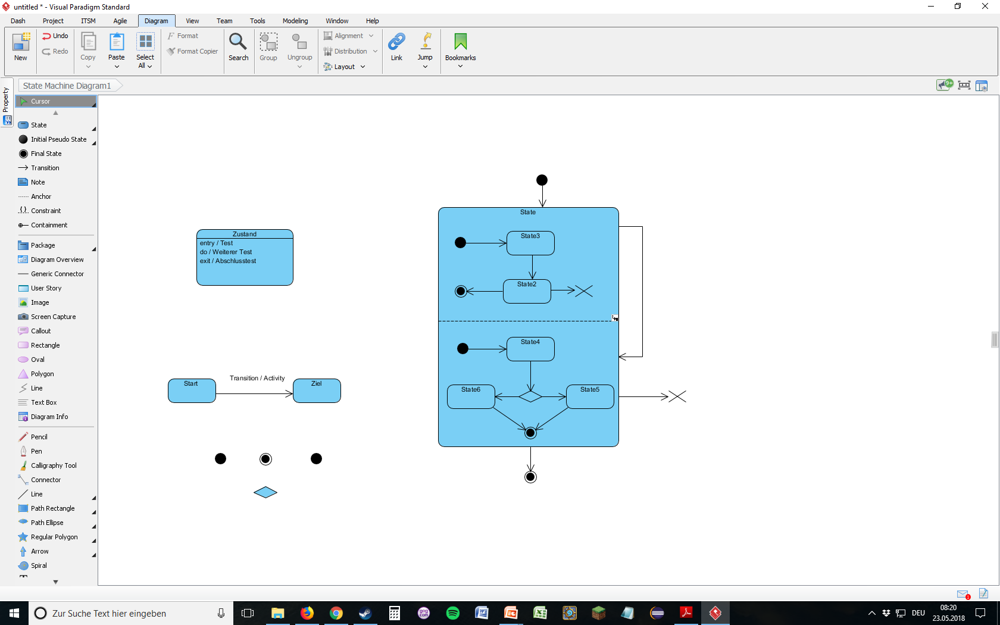 untitled * - Visual Paradigm Standard
Dash Project ITSM Agile Diagram View Team Tools Modeling Window Help
New
Undo
Redo
Copy
Paste
Select
All
Format
Format Copier
Search
Group
Ungroup
Alignment
Distribution
Layout
Link
Jump
Bookmarks
Property
State Machine Diagram1
9+
Cursor
State
Initial Pseudo State
Final State
Transition
Note
Anchor
Constraint
Containment
Package
Diagram Overview
Generic Connector
User Story
Image
Screen Capture
Callout
Rectangle
Oval
Polygon
Line
Text Box
Diagram Info
Pencil
Pen
Calligraphy Tool
Connector
Line
Path Rectangle
Path Ellipse
Regular Polygon
Arrow
Spiral
Zustand
entry / Test
do / Weiterer Test
exit / Abschlusstest
Start
Transition / Activity
Ziel
State
State3
State2
State4
State6
State5
1
Zur Suche Text hier eingeben
gog
com
DEU
08:20
23.05.2018